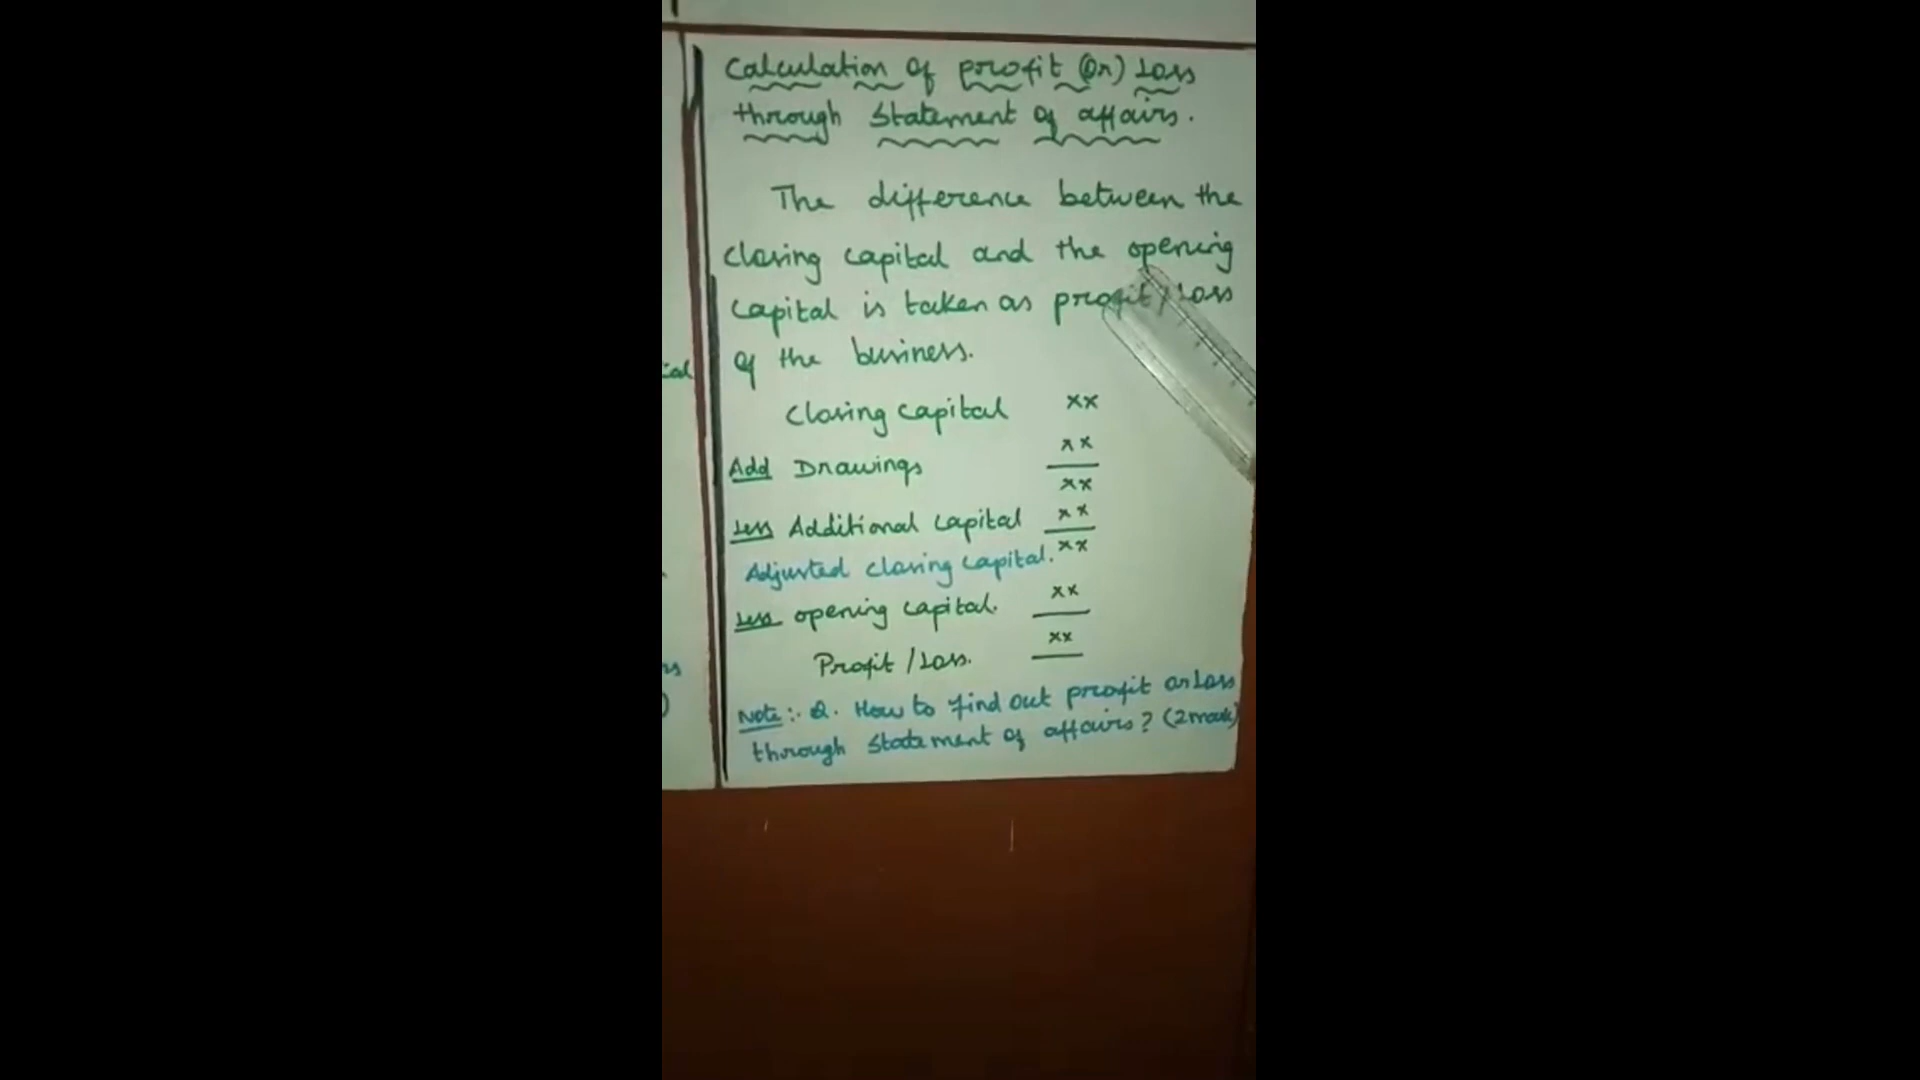 Calculation of profit (or) Loss
through Statement of affairs.
The difference between the
closing capital and the opening
capital is taken as profit / Loss
of the business.
Closing capital xx
Add Drawings xx
xx
Less Additional capital xx
Adjusted closing capital. xx
Less opening capital. xx
Profit / Loss. xx
Note :- Q. How to find out profit or Loss
through Statement of affairs? (2 mark)